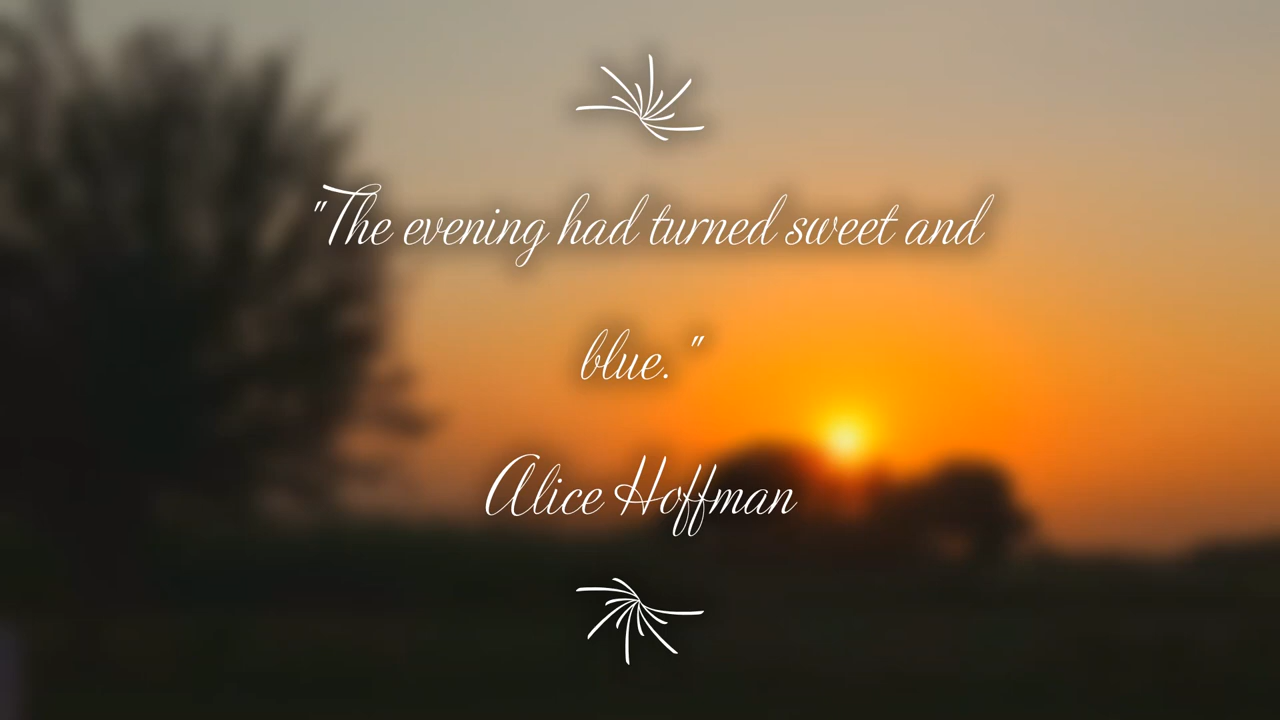 "The evening had turned sweet and
blue. "
Alice Hoffman